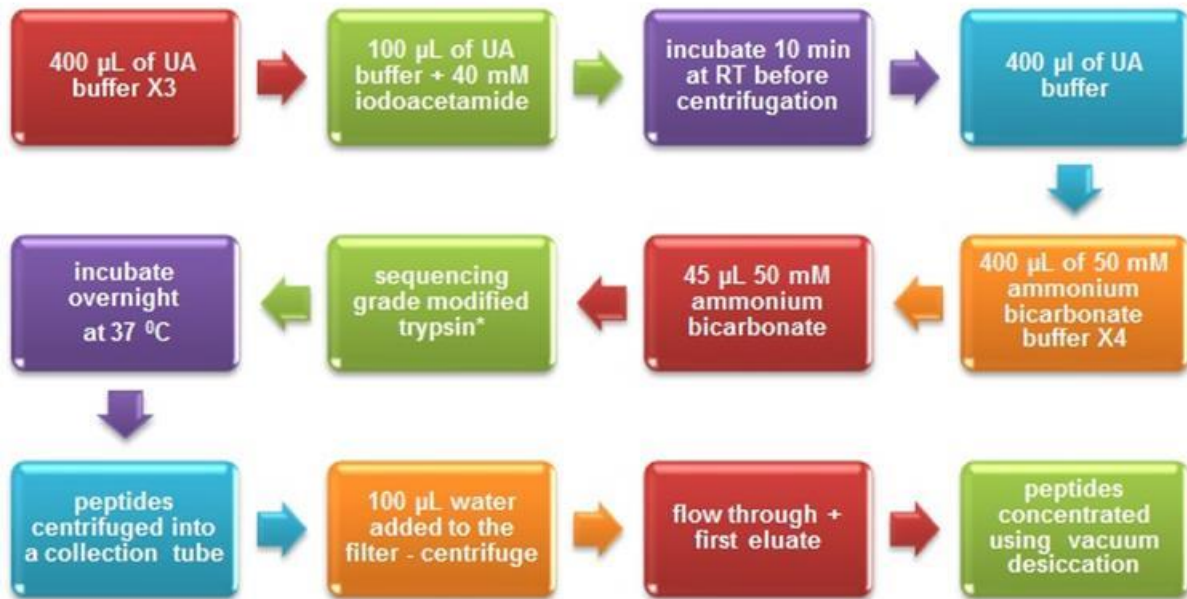 400 µL of UA
buffer X3
100 µL of UA
buffer + 40 mM
iodoacetamide
incubate 10 min
at RT before
centrifugation
400 µl of UA
buffer
400 µL of 50 mM
ammonium
bicarbonate
buffer X4
45 µL 50 mM
ammonium
bicarbonate
sequencing
grade modified
trypsin*
incubate
overnight
at 37 ⁰C
peptides
centrifuged into
a collection tube
100 µL water
added to the
filter - centrifuge
flow through +
first eluate
peptides
concentrated
using vacuum
desiccation